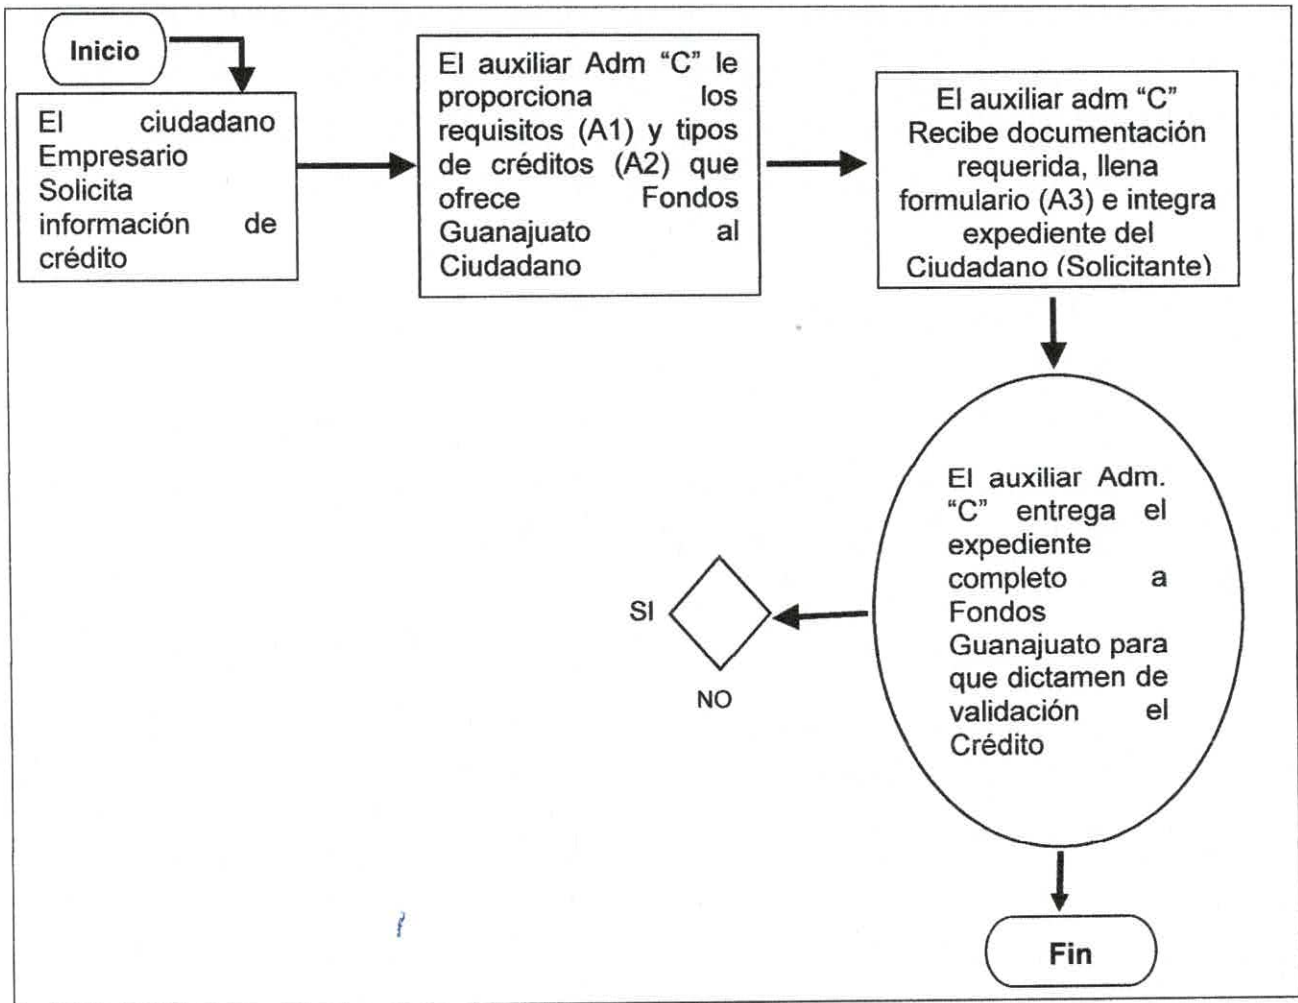 Inicio
El ciudadano
Empresario
Solicita
información de
crédito
El auxiliar Adm “C” le
proporciona los
requisitos (A1) y tipos
de créditos (A2) que
ofrece Fondos
Guanajuato al
Ciudadano
El auxiliar adm “C”
Recibe documentación
requerida, llena
formulario (A3) e integra
expediente del
Ciudadano (Solicitante)
El auxiliar Adm.
“C” entrega el
expediente
completo a
Fondos
Guanajuato para
que dictamen de
validación el
Crédito
SI
NO
Fin